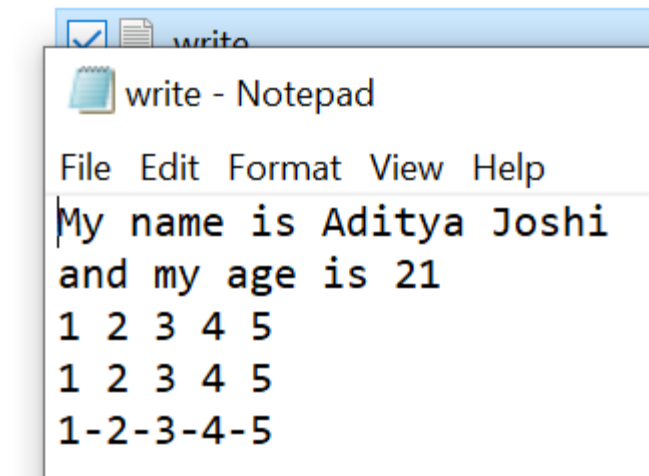 write
write - Notepad
File Edit Format View Help
My name is Aditya Joshi
and my age is 21
1 2 3 4 5
1 2 3 4 5
1-2-3-4-5